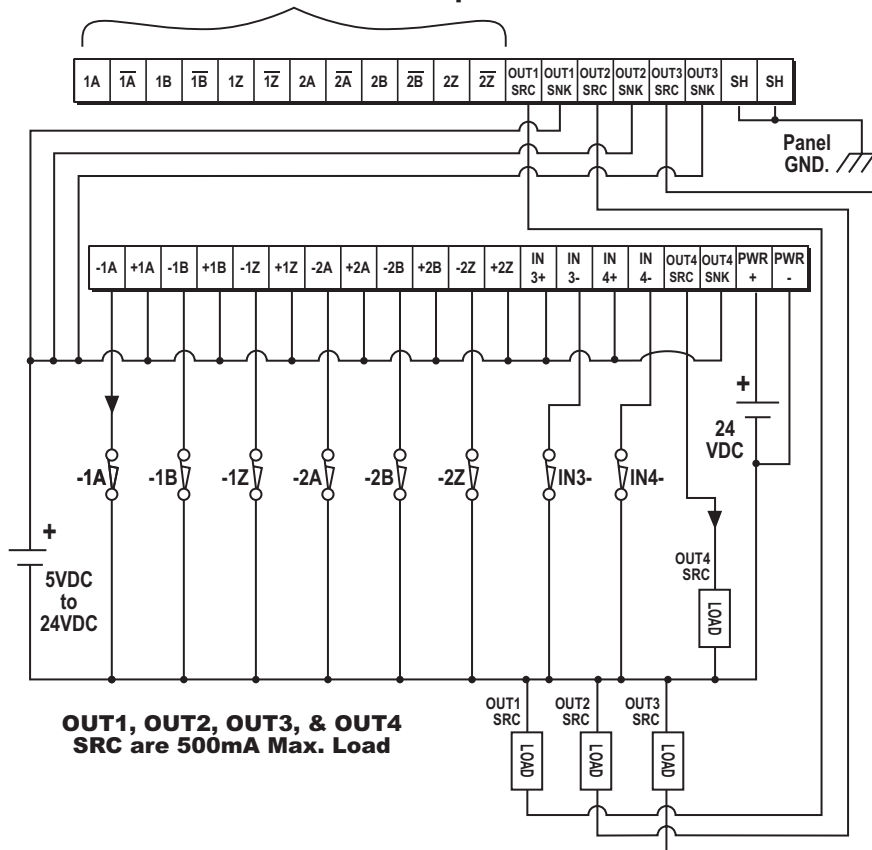 1A 1A 1B 1B 1Z 1Z 2A 2A 2B 2B 2Z 2Z OUT1 SRC OUT1 SNK OUT2 SRC OUT2 SNK OUT3 SRC OUT3 SNK SH SH
Panel
GND.
-1A +1A -1B +1B -1Z +1Z -2A +2A -2B +2B -2Z +2Z IN 3+ IN 3- IN 4+ IN 4- OUT4 SRC OUT4 SNK PWR + PWR -
+
24
VDC
-1A -1B -1Z -2A -2B -2Z IN3- IN4-
+
5VDC
to
24VDC
OUT4
SRC
LOAD
OUT1, OUT2, OUT3, & OUT4
SRC are 500mA Max. Load
OUT1
SRC
OUT2
SRC
OUT3
SRC
LOAD LOAD LOAD